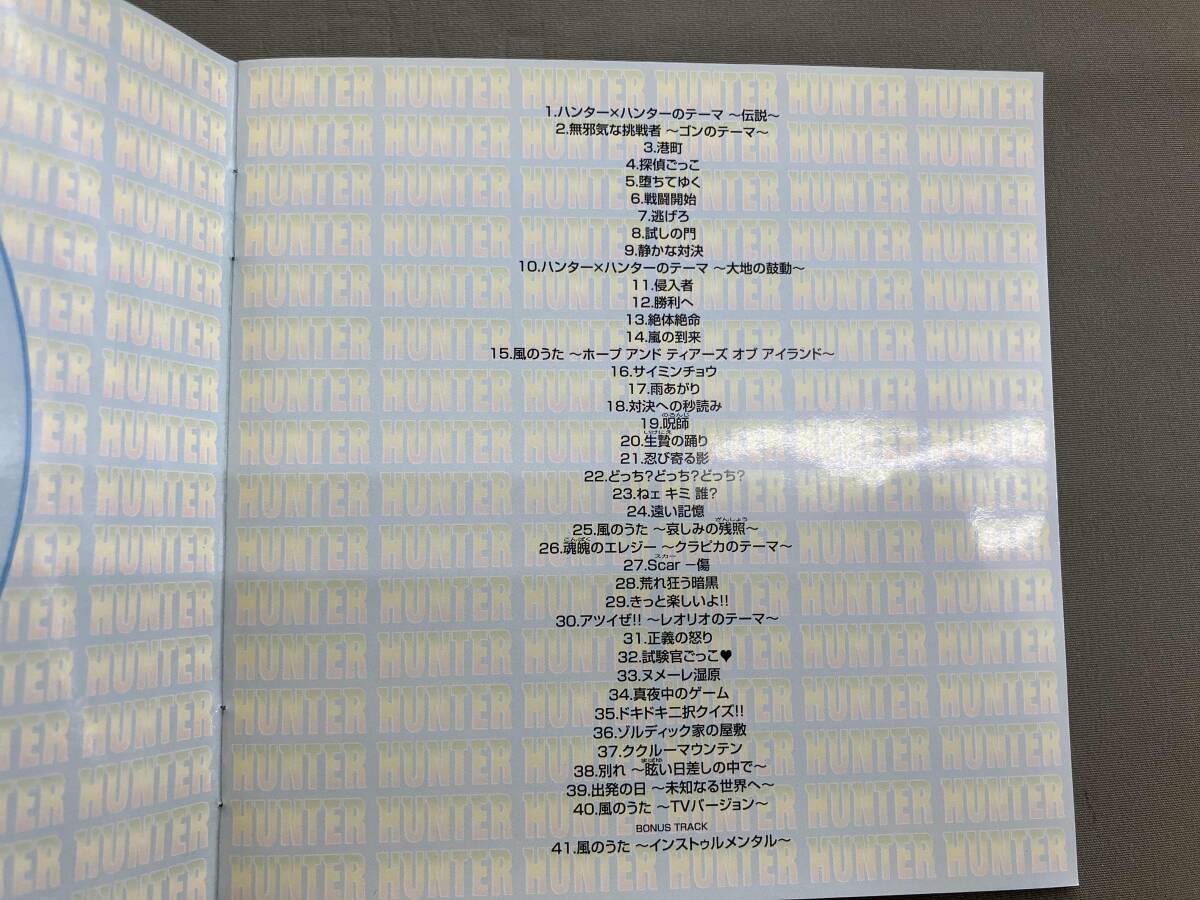 HUNTER HUNTER HUNTER HUNTER HUNTER HUNTER
1.ハンター×ハンターのテーマ ～伝説～
2.無邪気な挑戦者 ～ゴンのテーマ～
3.港町
4.探偵ごっこ
5.堕ちてゆく
6.戦闘開始
7.逃げろ
8.試しの門
9.静かな対決
10.ハンター×ハンターのテーマ ～大地の鼓動～
11.侵入者
12.勝利へ
13.絶体絶命
14.嵐の到来
15.風のうた ～ホープ アンド ティアーズ オブ アイランド～
16.サイミンチョウ
17.雨あがり
18.対決への秒読み
19.呪師
20.生贄の踊り
21.忍び寄る影
22.どっち?どっち?どっち?
23.ねェ キミ 誰?
24.遠い記憶
25.風のうた ～哀しみの残照～
26.魂魄のエレジー ～クラピカのテーマ～
27.Scar －傷
28.荒れ狂う暗黒
29.きっと楽しいよ!!
30.アツイぜ!! ～レオリオのテーマ～
31.正義の怒り
32.試験官ごっこ♥
33.ヌメーレ湿原
34.真夜中のゲーム
35.ドキドキ二択クイズ!!
36.ゾルディック家の屋敷
37.ククルーマウンテン
38.別れ ～眩い日差しの中で～
39.出発の日 ～未知なる世界へ～
40.風のうた ～TVバージョン～
BONUS TRACK
41.風のうた ～インストゥルメンタル～